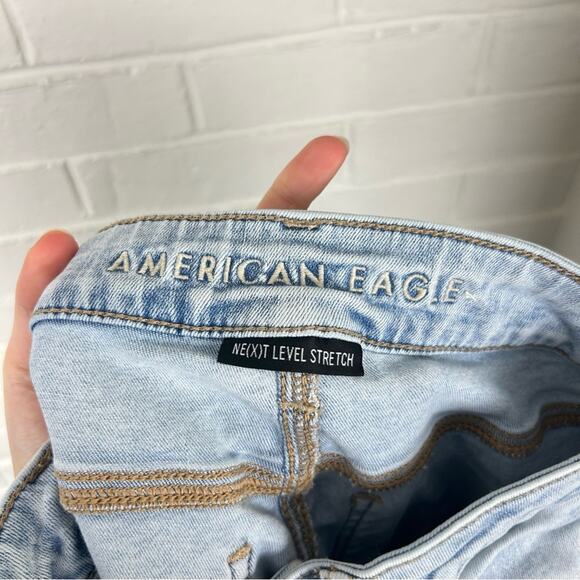 AMERICAN EAGLE
NE(X)T LEVEL STRETCH